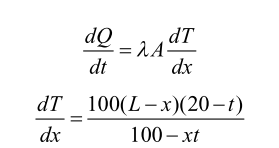 dQ/dt = λA dT/dx
dT/dx = 100(L − x)(20 − t)/100 − xt